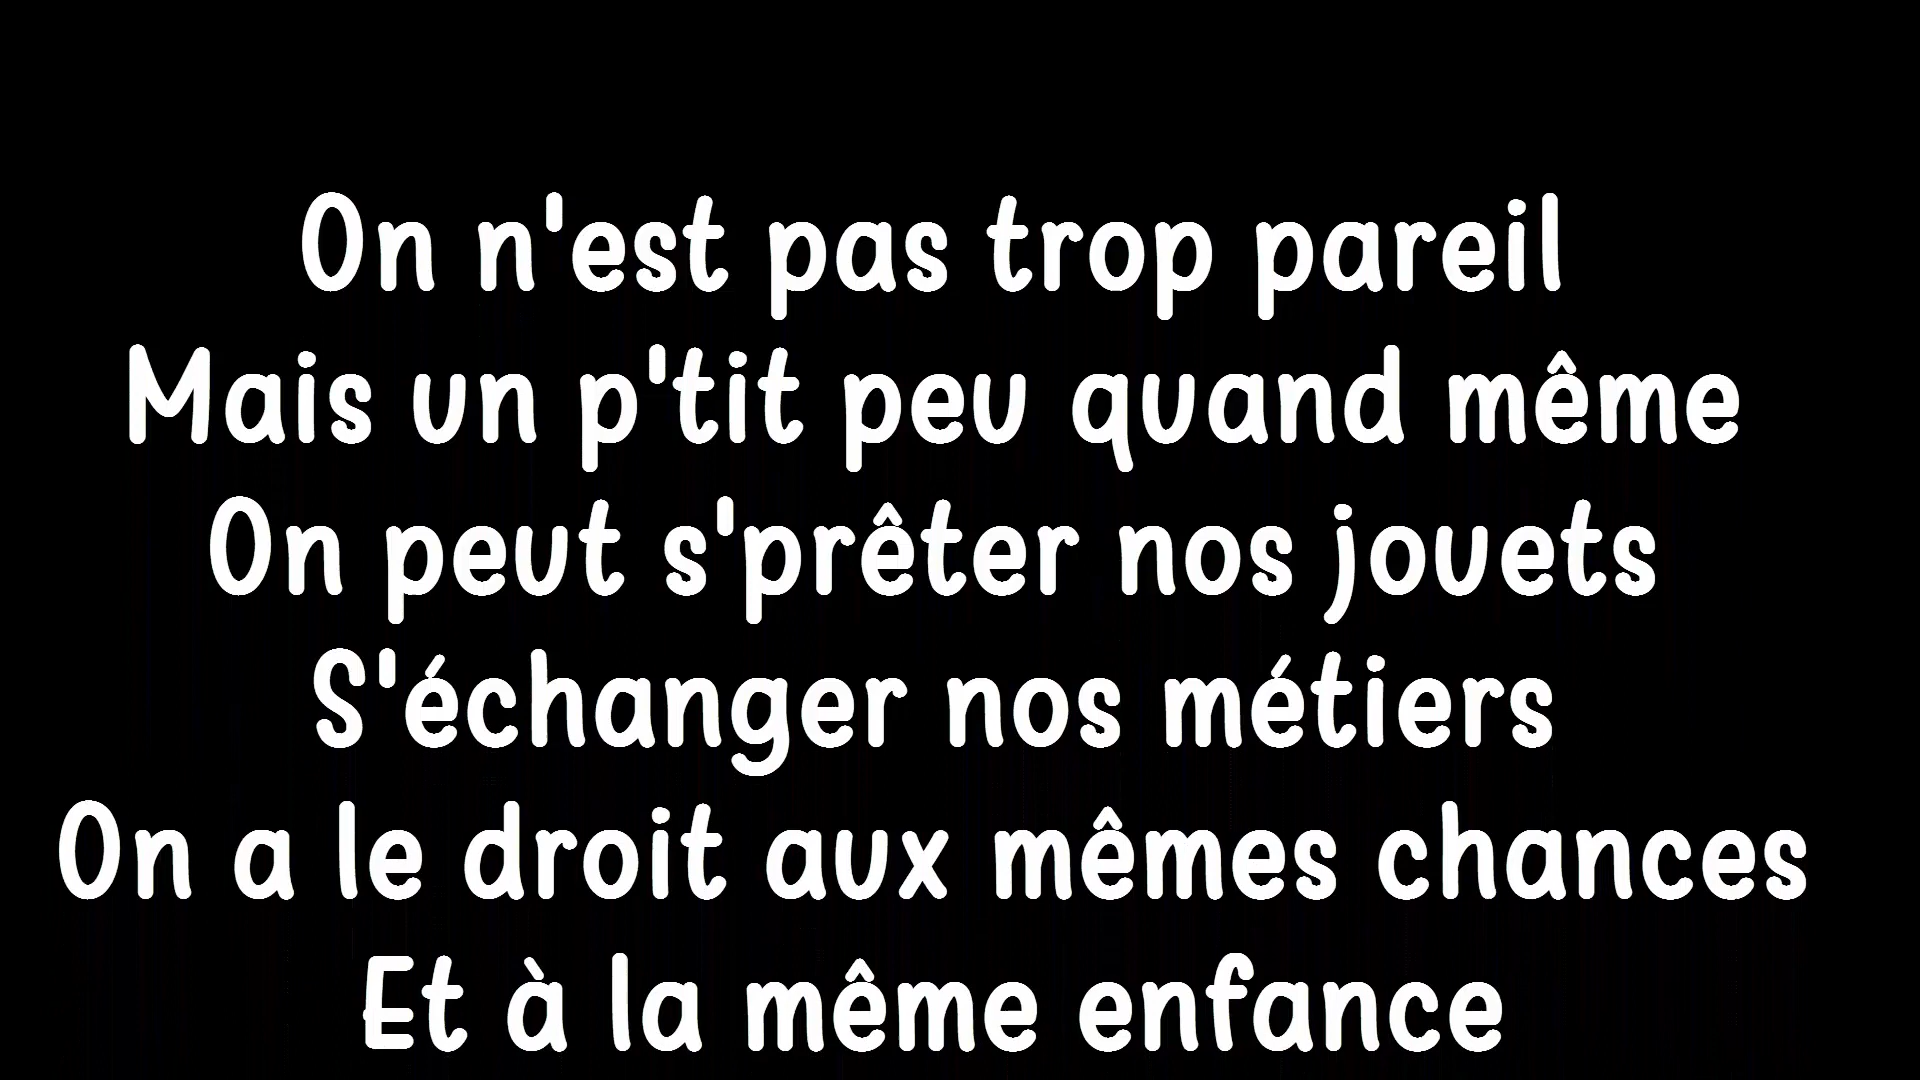 On n'est pas trop pareil
Mais un p'tit peu quand même
On peut s'prêter nos jouets
S'échanger nos métiers
On a le droit aux mêmes chances
Et à la même enfance